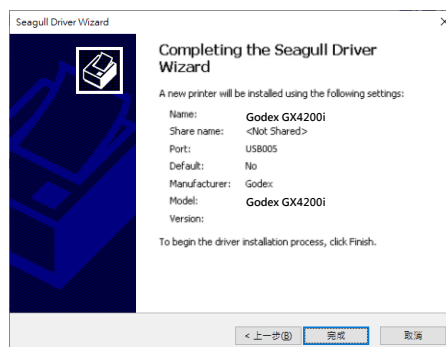 Seagull Driver Wizard
Completing the Seagull Driver
Wizard
A new printer will be installed using the following settings:
Name: Godex GX4200i
Share name: <Not Shared>
Port: USB005
Default: No
Manufacturer: Godex
Model: Godex GX4200i
Version:
To begin the driver installation process, click Finish.
< 上一步(B) 完成 取消